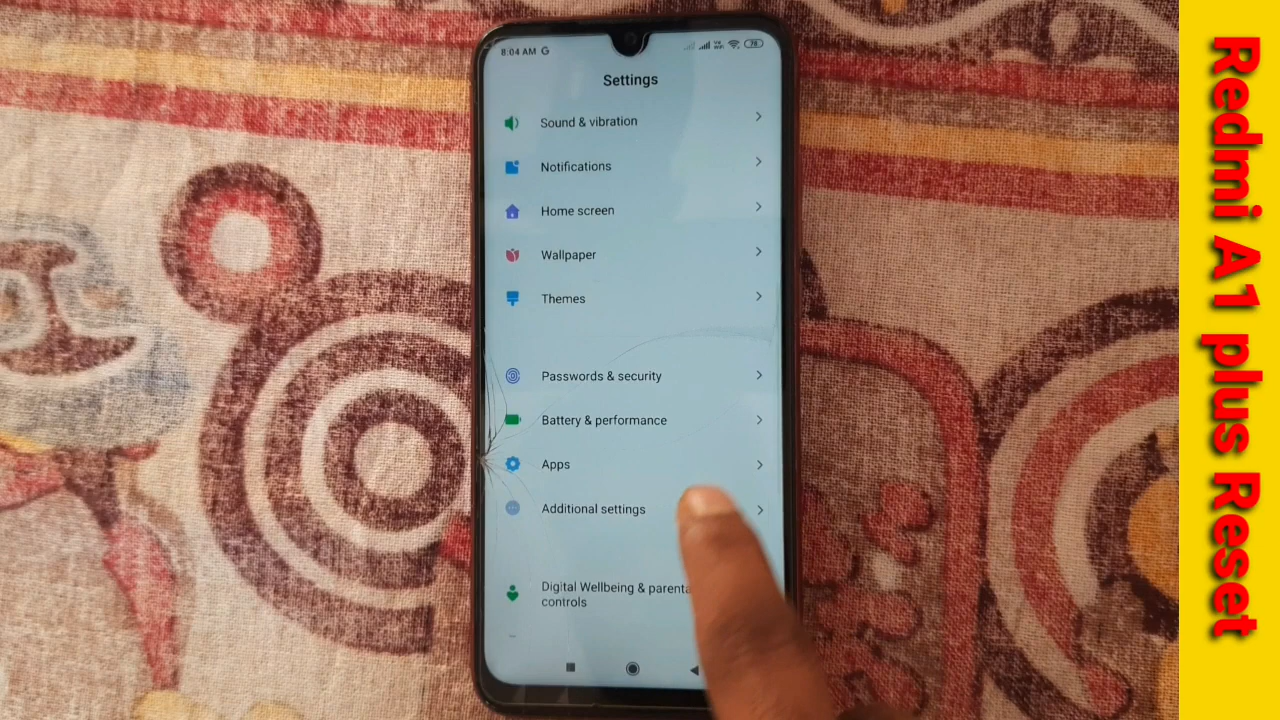 8:04 AM G
78
Settings
Sound & vibration
Notifications
Home screen
Wallpaper
Themes
Passwords & security
Battery & performance
Apps
Additional settings
Digital Wellbeing & parenta
controls
Redmi A1 plus Reset